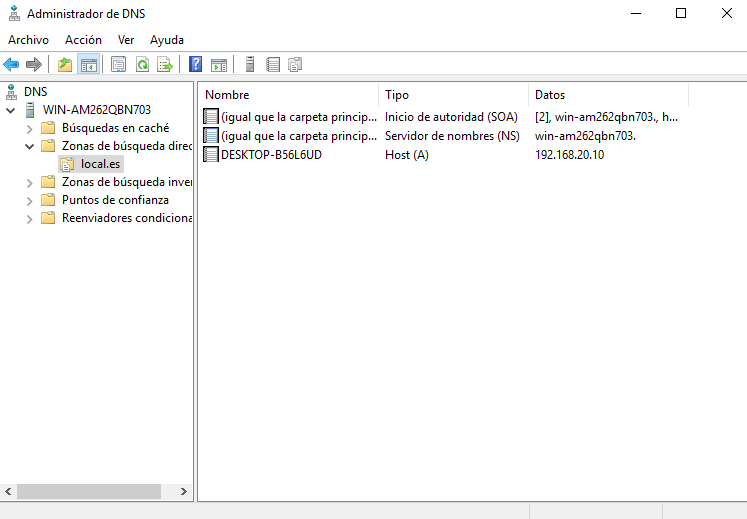 Administrador de DNS
Archivo Acción Ver Ayuda
DNS
WIN-AM262QBN703
Búsquedas en caché
Zonas de búsqueda direc
local.es
Zonas de búsqueda inver
Puntos de confianza
Reenviadores condiciona
Nombre Tipo Datos
(igual que la carpeta princip... Inicio de autoridad (SOA) [2], win-am262qbn703., h...
(igual que la carpeta princip... Servidor de nombres (NS) win-am262qbn703.
DESKTOP-B56L6UD Host (A) 192.168.20.10